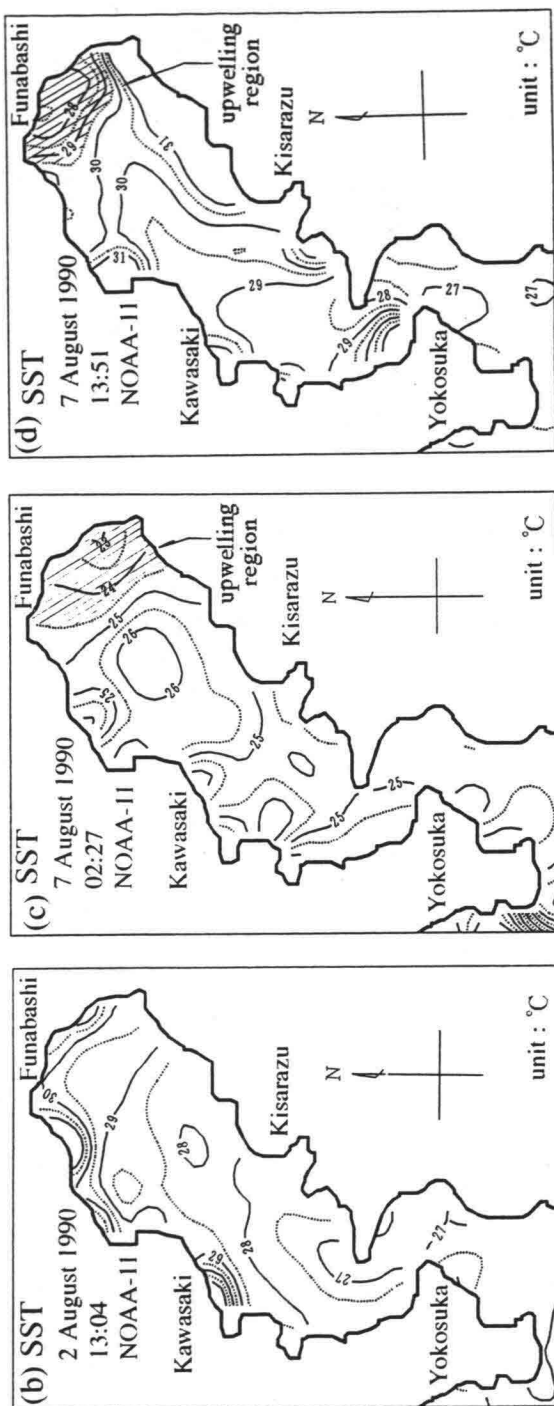 (b) SST
2 August 1990
13:04
NOAA-11
Funabashi
Kawasaki
Kisarazu
Yokosuka
30
29
28
29
28
27
27
N
unit : °C
(c) SST
7 August 1990
02:27
NOAA-11
Funabashi
upwelling
region
Kawasaki
Kisarazu
Yokosuka
24
25
25
26
26
25
25
N
unit : °C
(d) SST
7 August 1990
13:51
NOAA-11
Funabashi
upwelling
region
Kawasaki
Kisarazu
Yokosuka
28
29
30
30
31
31
29
28
29
27
27
N
unit : °C